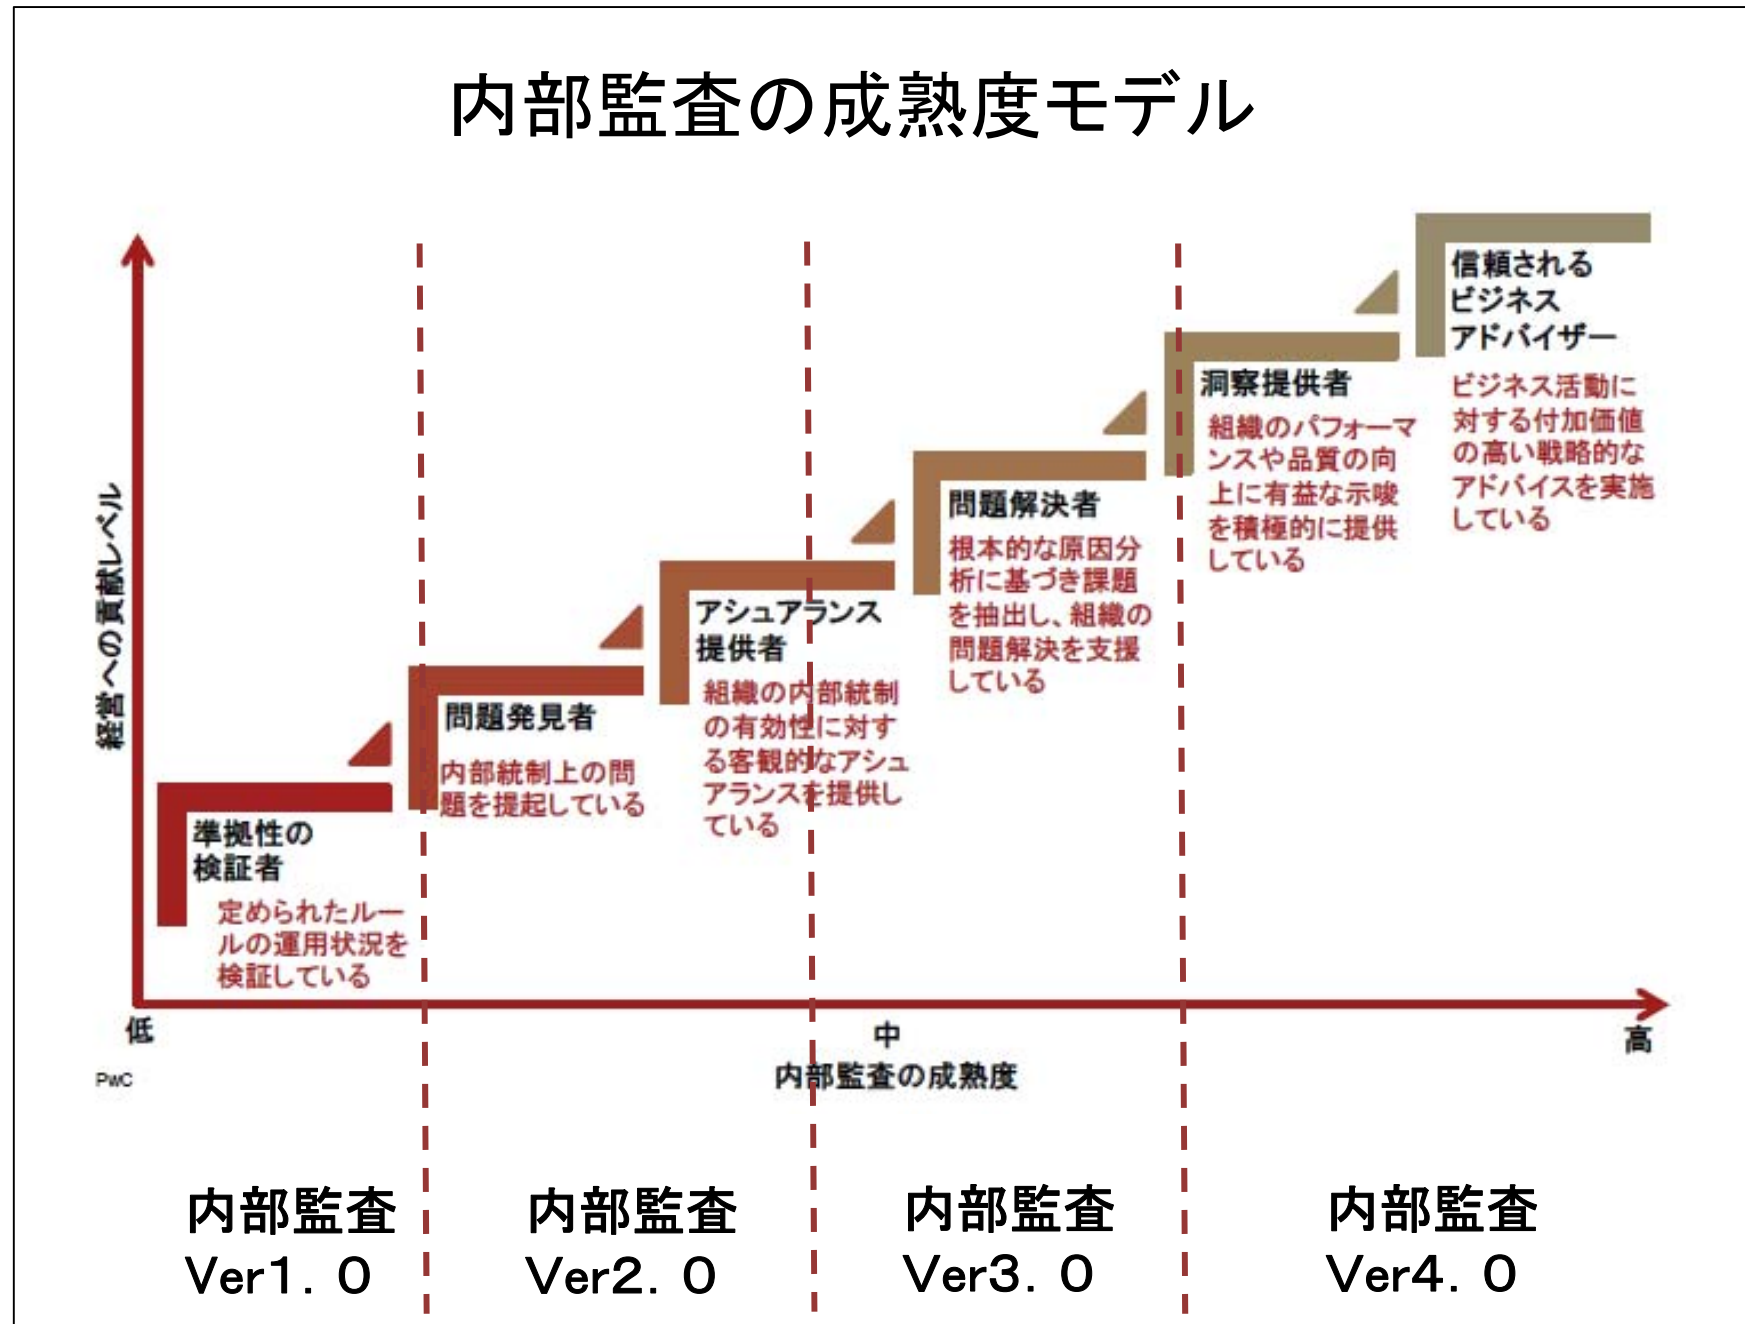 内部監査の成熟度モデル
経営への貢献レベル
信頼される
ビジネス
アドバイザー
ビジネス活動に
対する付加価値
の高い戦略的な
アドバイスを実施
している
洞察提供者
組織のパフォーマ
ンスや品質の向
上に有益な示唆
を積極的に提供
している
問題解決者
根本的な原因分
析に基づき課題
を抽出し、組織の
問題解決を支援
している
アシュアランス
提供者
組織の内部統制
の有効性に対す
る客観的なアシュ
アランスを提供し
ている
問題発見者
内部統制上の問
題を提起している
準拠性の
検証者
定められたルー
ルの運用状況を
検証している
低
中
高
内部監査の成熟度
PwC
内部監査
Ver1.0
内部監査
Ver2.0
内部監査
Ver3.0
内部監査
Ver4.0